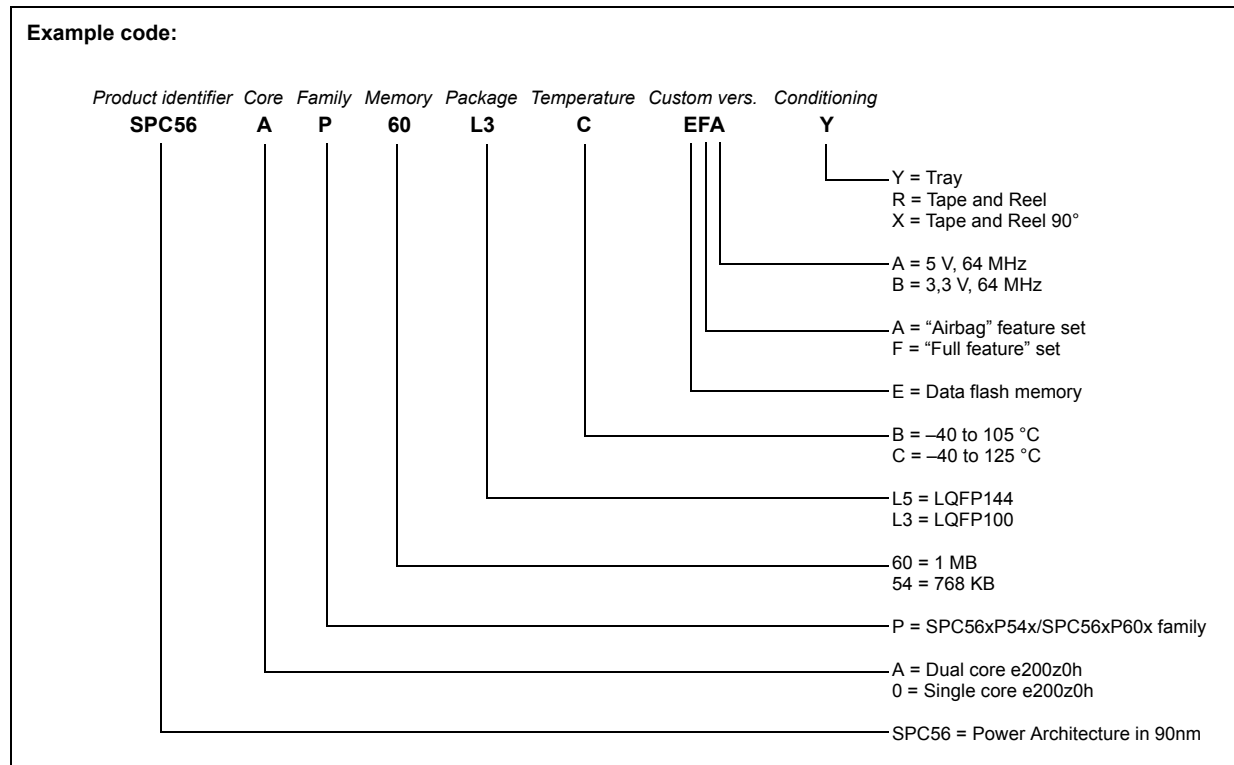 Example code:
Product identifier Core Family Memory Package Temperature Custom vers. Conditioning
SPC56 A P 60 L3 C EFA Y
Y = Tray
R = Tape and Reel
X = Tape and Reel 90°
A = 5 V, 64 MHz
B = 3,3 V, 64 MHz
A = “Airbag” feature set
F = “Full feature” set
E = Data flash memory
B = –40 to 105 °C
C = –40 to 125 °C
L5 = LQFP144
L3 = LQFP100
60 = 1 MB
54 = 768 KB
P = SPC56xP54x/SPC56xP60x family
A = Dual core e200z0h
0 = Single core e200z0h
SPC56 = Power Architecture in 90nm